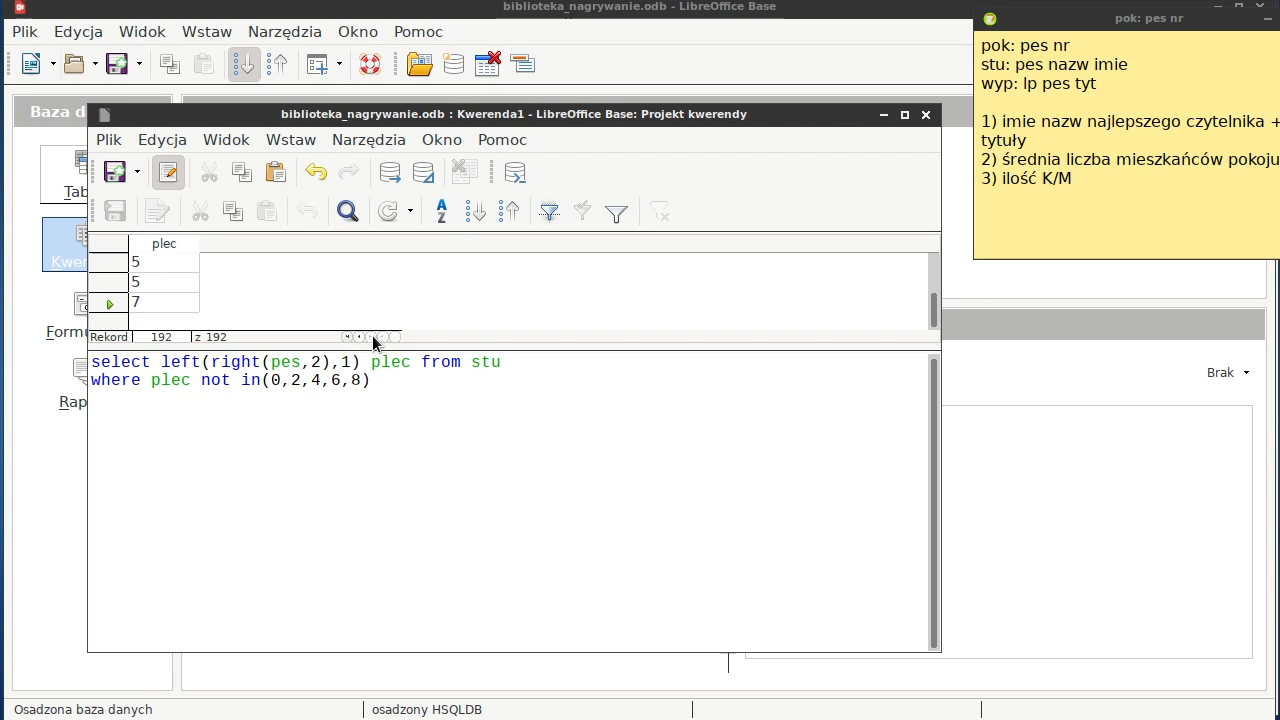 biblioteka_nagrywanie.odb - LibreOffice Base
Plik Edycja Widok Wstaw Narzędzia Okno Pomoc
pok: pes nr
pok: pes nr
stu: pes nazw imie
wyp: lp pes tyt
1) imie nazw najlepszego czytelnika +
tytuły
2) średnia liczba mieszkańców pokoju
3) ilość K/M
Baza d
Tab
Kwer
Formu
Rap
biblioteka_nagrywanie.odb : Kwerenda1 - LibreOffice Base: Projekt kwerendy
Plik Edycja Widok Wstaw Narzędzia Okno Pomoc
plec
5
5
7
Rekord 192 z 192
select left(right(pes,2),1) plec from stu
where plec not in(0,2,4,6,8)
Brak
Osadzona baza danych
osadzony HSQLDB